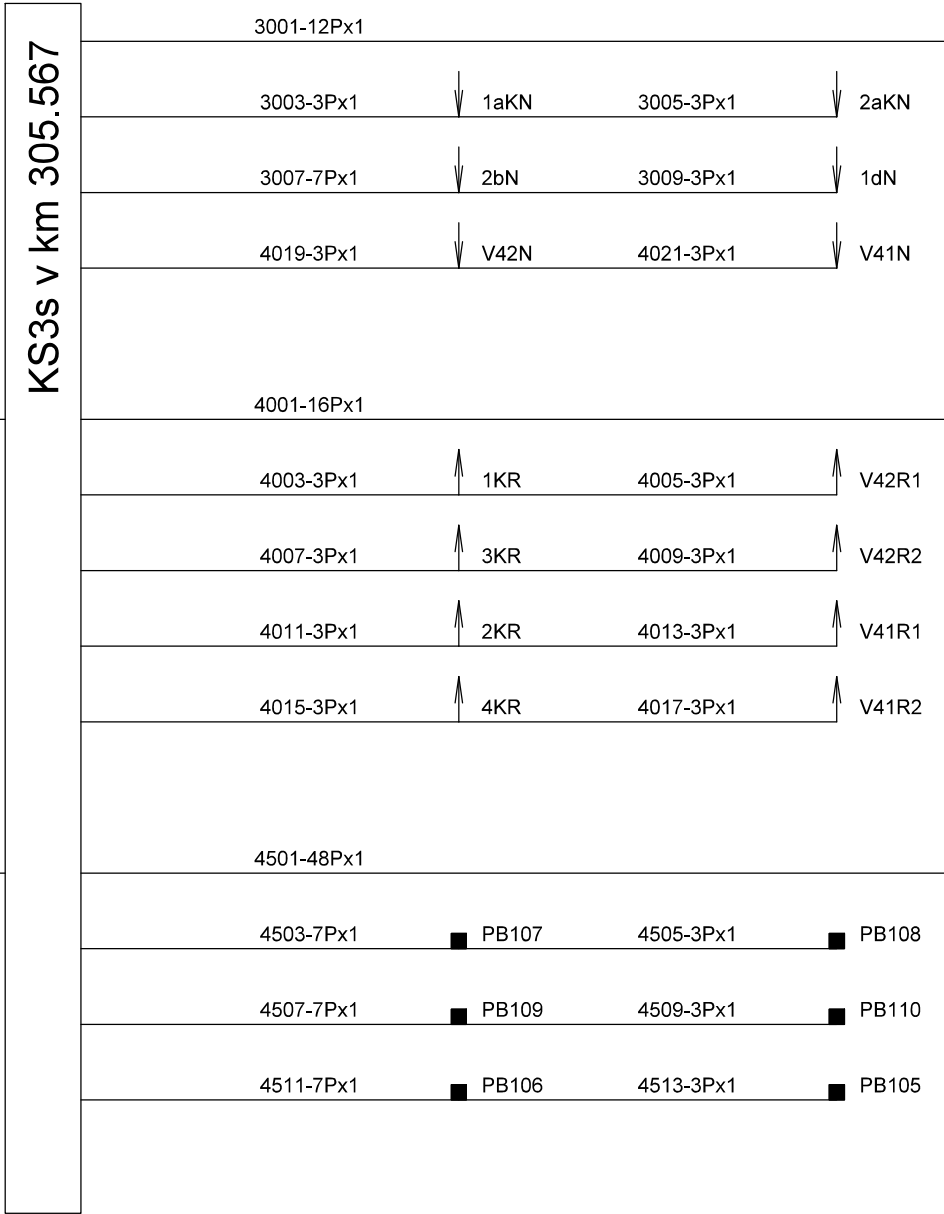 KS3s v km 305.567
3001-12Px1
3003-3Px1 1aKN 3005-3Px1 2aKN
3007-7Px1 2bN 3009-3Px1 1dN
4019-3Px1 V42N 4021-3Px1 V41N
4001-16Px1
4003-3Px1 1KR 4005-3Px1 V42R1
4007-3Px1 3KR 4009-3Px1 V42R2
4011-3Px1 2KR 4013-3Px1 V41R1
4015-3Px1 4KR 4017-3Px1 V41R2
4501-48Px1
4503-7Px1 PB107 4505-3Px1 PB108
4507-7Px1 PB109 4509-3Px1 PB110
4511-7Px1 PB106 4513-3Px1 PB105